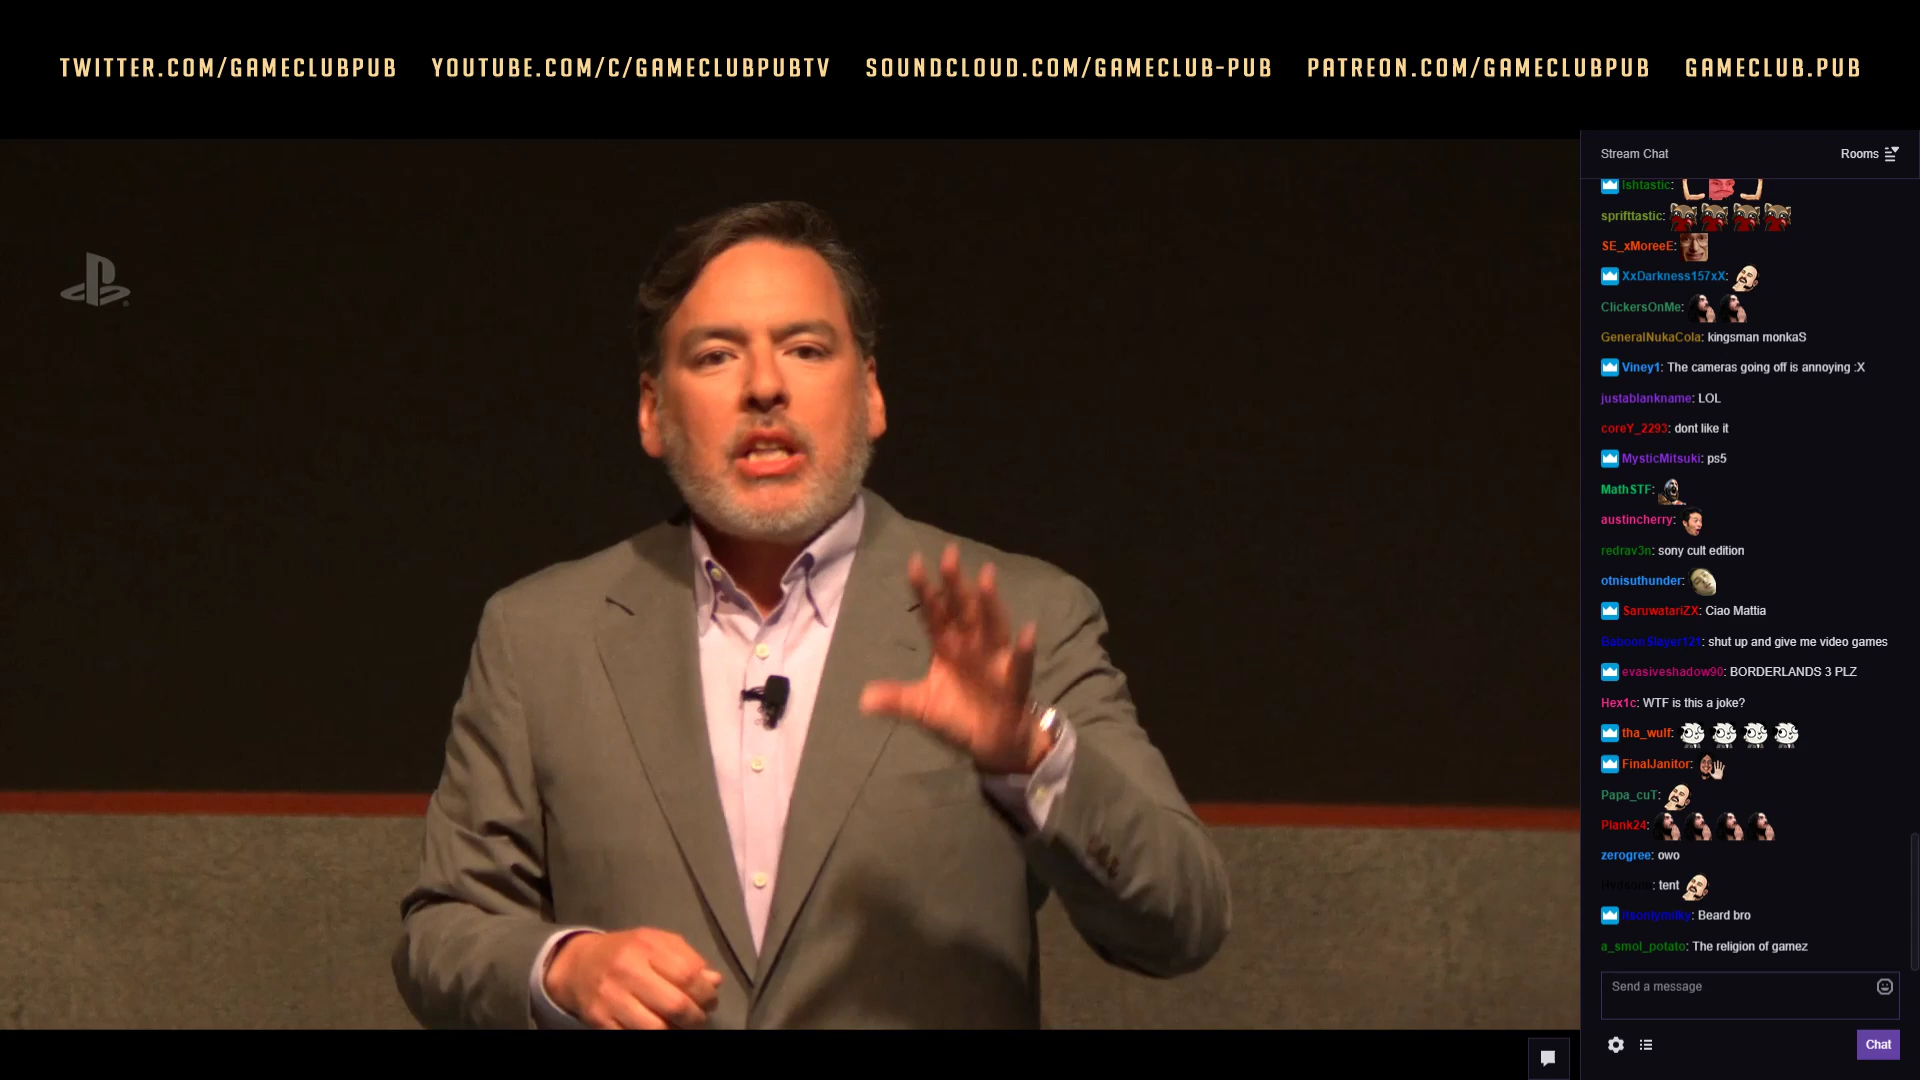 TWITTER.COM/GAMECLUBPUB YOUTUBE.COM/C/GAMECLUBPUBTV SOUNDCLOUD.COM/GAMECLUB-PUB PATREON.COM/GAMECLUBPUB GAMECLUB.PUB
Stream Chat Rooms
Ishtastic:
sprifttastic:
SE_xMoreeE:
XxDarkness157xX:
ClickersOnMe:
GeneralNukaCola: kingsman monkaS
Viney1: The cameras going off is annoying :X
justablankname: LOL
coreY_2293: dont like it
MysticMitsuki: ps5
MathSTF:
austincherry:
redrav3n: sony cult edition
otnisuthunder:
SaruwatariZX: Ciao Mattia
BaboonSlayer121: shut up and give me video games
evasiveshadow90: BORDERLANDS 3 PLZ
Hex1c: WTF is this a joke?
tha_wulf:
FinalJanitor:
Papa_cuT:
Plank24:
zerogree: owo
: tent
itsonlymilky: Beard bro
a_smol_potato: The religion of gamez
Send a message
Chat